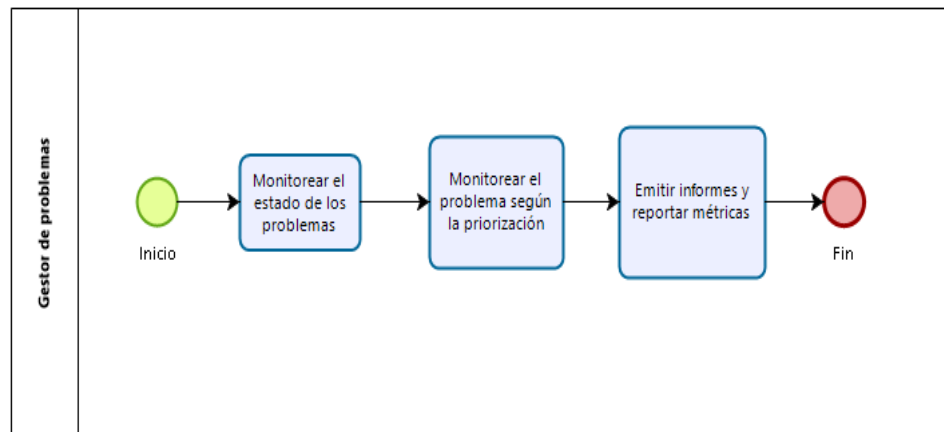 Gestor de problemas
Inicio
Monitorear el
estado de los
problemas
Monitorear el
problema según
la priorización
Emitir informes y
reportar métricas
Fin